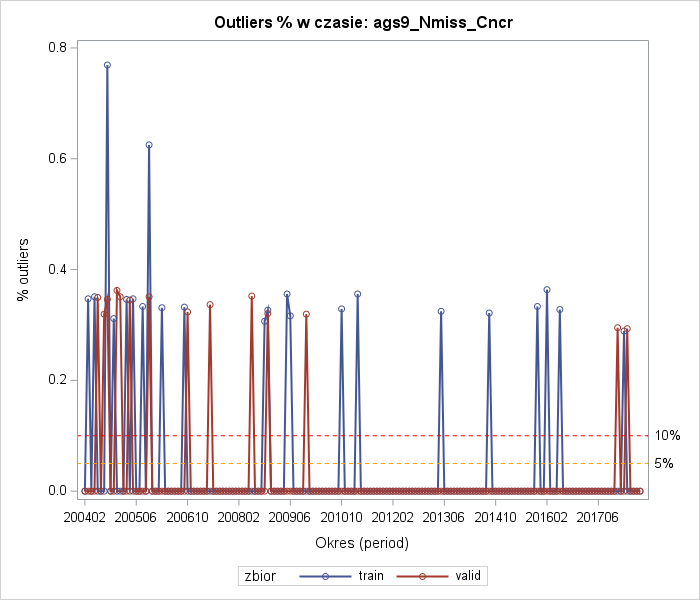 Outliers % w czasie: ags9_Nmiss_Cncr
% outliers
0.8
0.6
0.4
0.2
0.0
10%
5%
200402 200506 200610 200802 200906 201010 201202 201306 201410 201602 201706
Okres (period)
zbior train valid